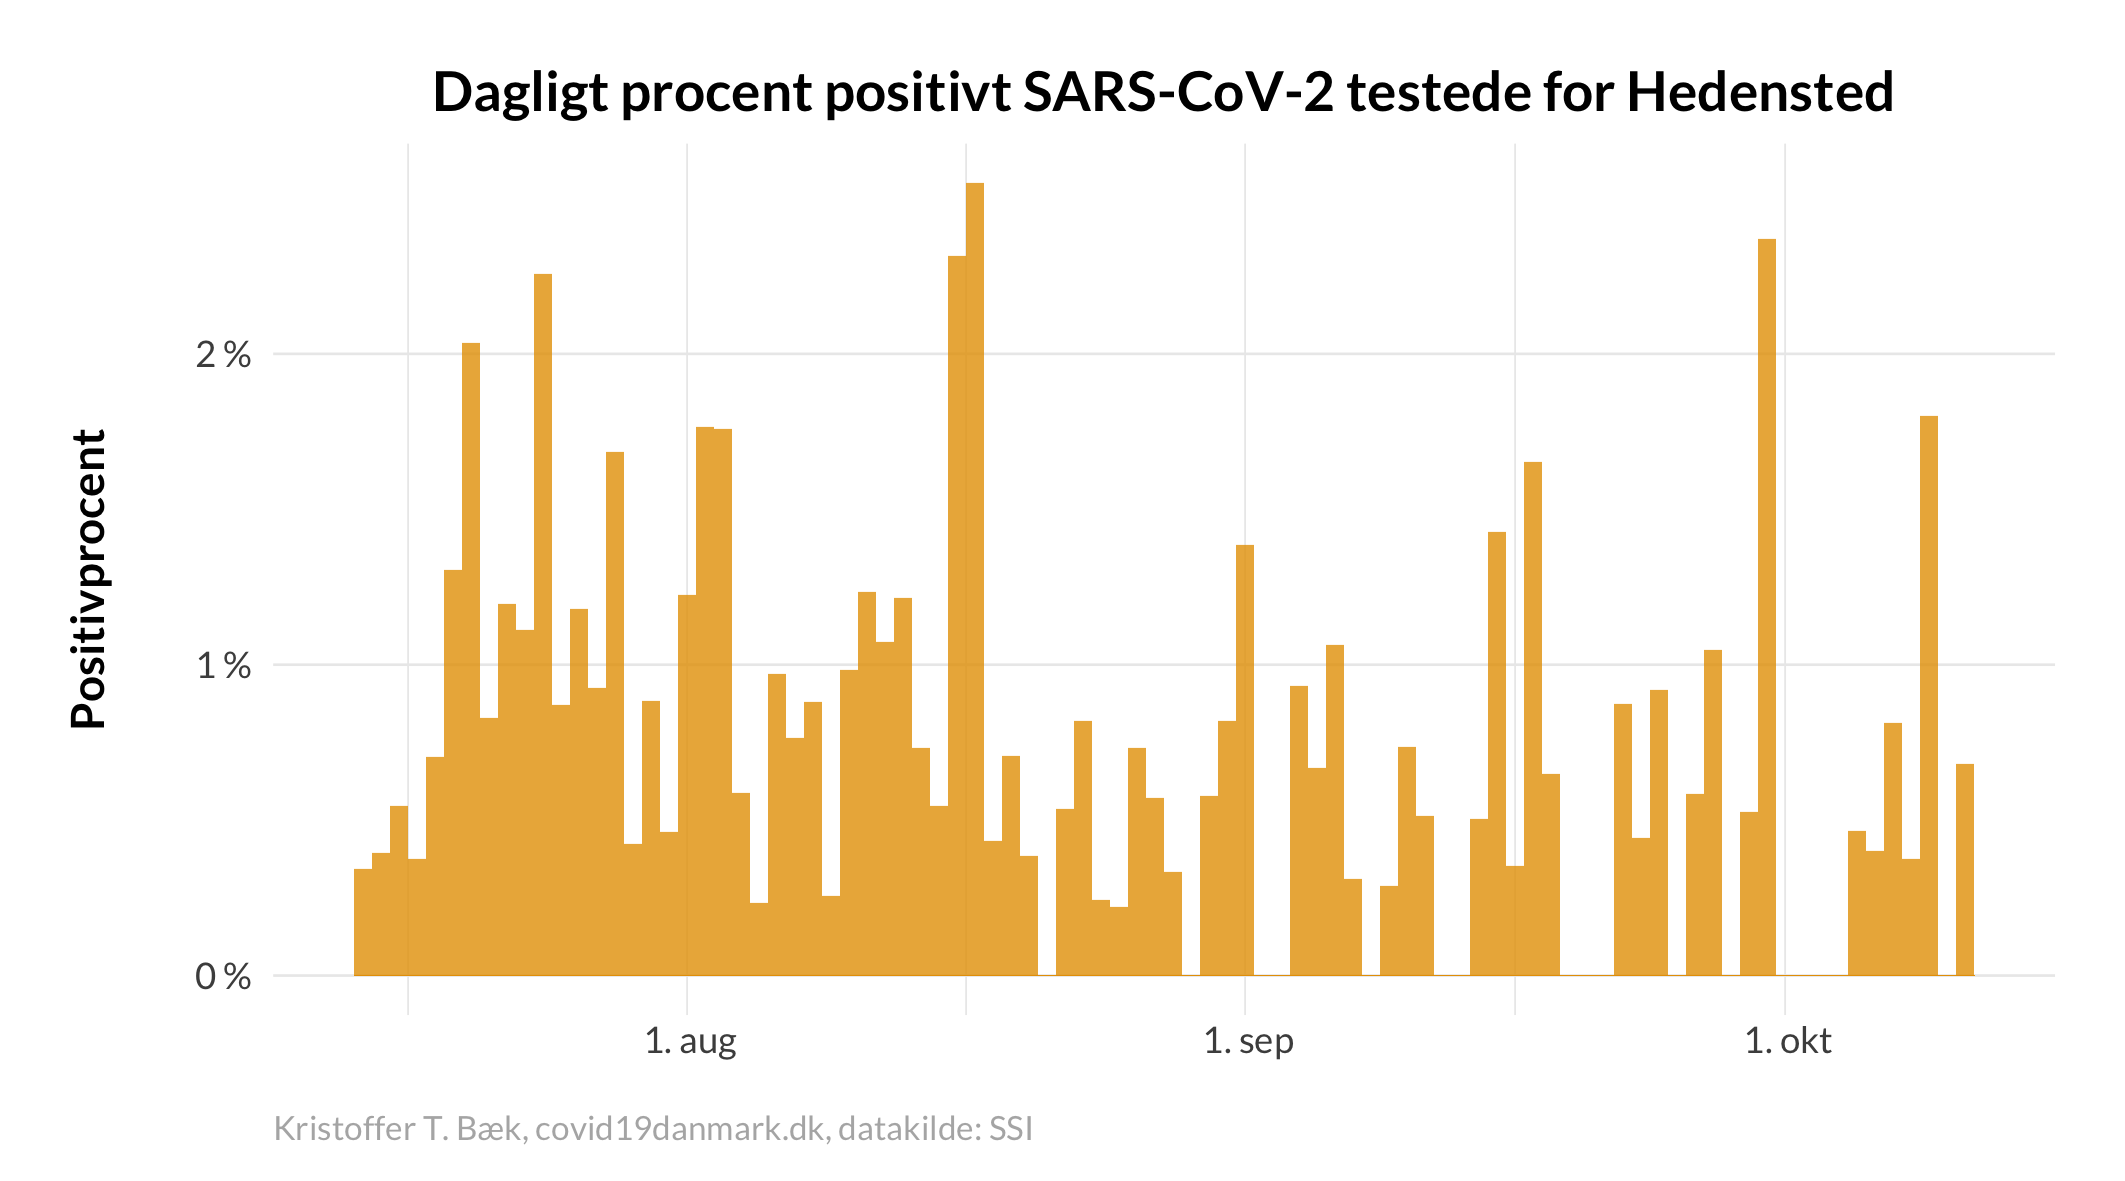 Dagligt procent positivt SARS-CoV-2 testede for Hedensted
Positivprocent
2 %
1 %
0 %
1. aug
1. sep
1. okt
Kristoffer T. Bæk, covid19danmark.dk, datakilde: SSI